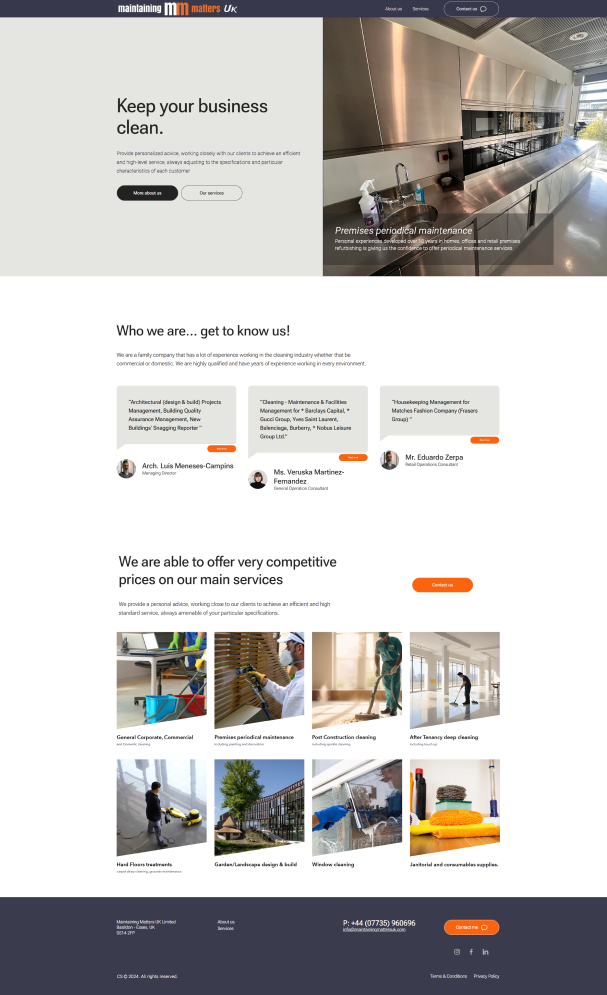 maintaining mm matters UK
About us Services Contact us
Keep your business
clean.
Provide personalized advice, working closely with our clients to achieve an efficient
and high-level service, always adjusting to the specifications and particular
characteristics of each customer
More about us Our services
Premises periodical maintenance
Personal experiences developed over 10 years in homes, offices and retail premises
refurbishing is giving us the confidence to offer periodical maintenance services.
Who we are... get to know us!
We are a family company that has a lot of experience working in the cleaning industry whether that be
commercial or domestic. We are highly qualified and have years of experience working in every environment.
"Architectural (design & build) Projects
Management, Building Quality
Assurance Management, New
Buildings' Snagging Reporter "
Read more
Arch. Luis Meneses-Campins
Managing Director
"Cleaning - Maintenance & Facilities
Management for * Barclays Capital, *
Gucci Group, Yves Saint Laurent,
Balenciaga, Burberry, * Nobus Leisure
Group Ltd."
Read more
Ms. Veruska Martinez-
Fernandez
General Operation Consultant
"Housekeeping Management for
Matches Fashion Company (Frasers
Group) "
Read more
Mr. Eduardo Zerpa
Retail Operations Consultant
We are able to offer very competitive
prices on our main services
Contact us
We provide a personal advice, working close to our clients to achieve an efficient and high
standard service, always amenable of your particular specifications.
General Corporate, Commercial
and Domestic cleaning
Premises periodical maintenance
including painting and decoration
Post Construction cleaning
including sparkle cleaning
After Tenancy deep cleaning
including touch up
Hard Floors treatments
carpet deep cleaning, grounds maintenance
Garden/Landscape design & build
Window cleaning
Janitorial and consumables supplies.
Maintaining Matters UK Limited
Basildon - Essex, UK
SS14 2FP
About us
Services
P: +44 (07735) 960696
info@maintainingmattersuk.com
Contact me
CS © 2024. All rights reserved.
Terms & Conditions Privacy Policy